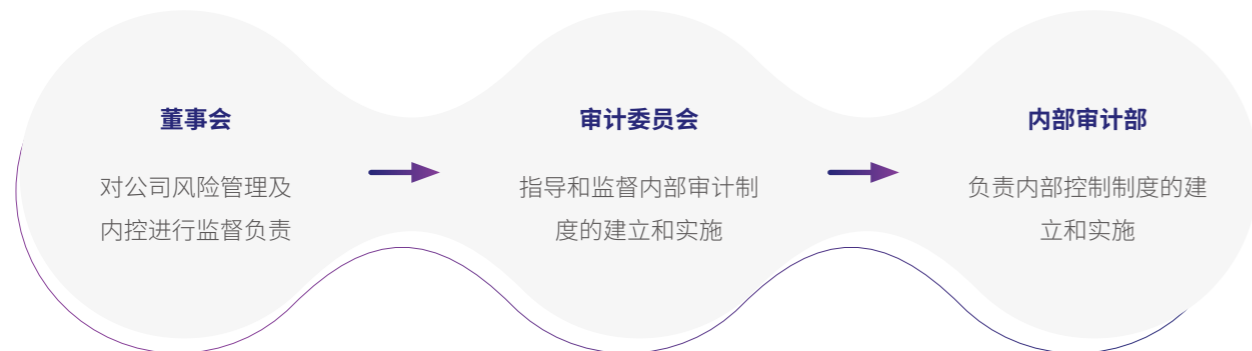 董事会
对公司风险管理及
内控进行监督负责
审计委员会
指导和监督内部审计制
度的建立和实施
内部审计部
负责内部控制制度的建
立和实施